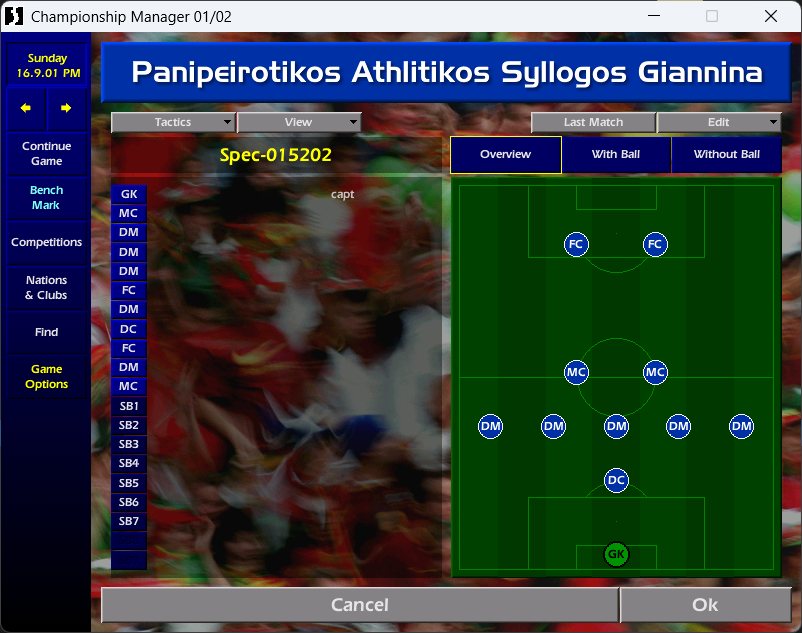 Championship Manager 01/02
Sunday
16.9.01 PM
Continue
Game
Bench
Mark
Competitions
Nations
& Clubs
Find
Game
Options
Panipeirotikos Athlitikos Syllogos Giannina
Tactics
View
Last Match
Edit
Spec-015202
Overview
With Ball
Without Ball
GK capt
MC
DM
DM
DM
FC
DM
DC
FC
DM
MC
SB1
SB2
SB3
SB4
SB5
SB6
SB7
FC FC
MC MC
DM DM DM DM DM
DC
GK
Cancel
Ok